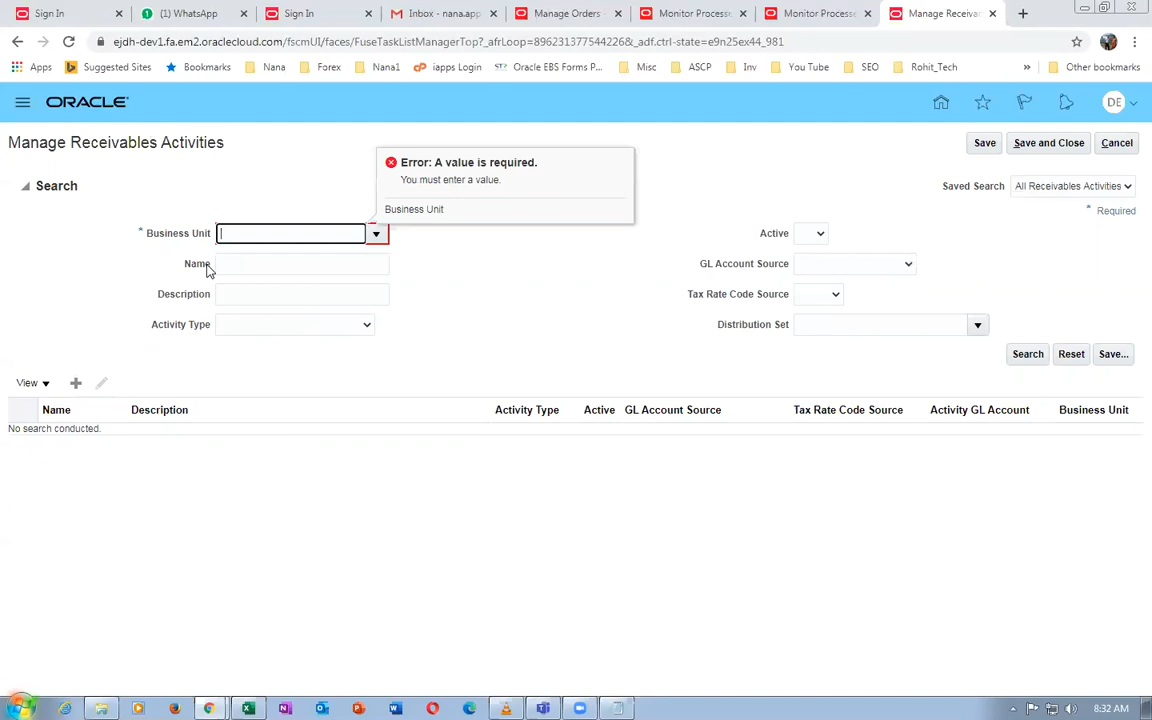 Sign In
(1) WhatsApp
Sign In
Inbox - nana.app
Manage Orders
Monitor Processe
Monitor Processe
Manage Receivab
ejdh-dev1.fa.em2.oraclecloud.com/fscmUI/faces/FuseTaskListManagerTop?_afrLoop=8962313775442268&_adf.ctrl-state=e9n25ex44_981
Apps
Suggested Sites
Bookmarks
Nana
Forex
Nana1
iapps Login
Oracle EBS Forms P...
Misc
ASCP
Inv
You Tube
SEO
Rohit_Tech
»
Other bookmarks
ORACLE
DE
Manage Receivables Activities
Save
Save and Close
Cancel
Error: A value is required.
You must enter a value.
Business Unit
Search
Saved Search
All Receivables Activities
* Required
* Business Unit
Active
Name
GL Account Source
Description
Tax Rate Code Source
Activity Type
Distribution Set
Search
Reset
Save...
View
Name
Description
Activity Type
Active
GL Account Source
Tax Rate Code Source
Activity GL Account
Business Unit
No search conducted.
8:32 AM